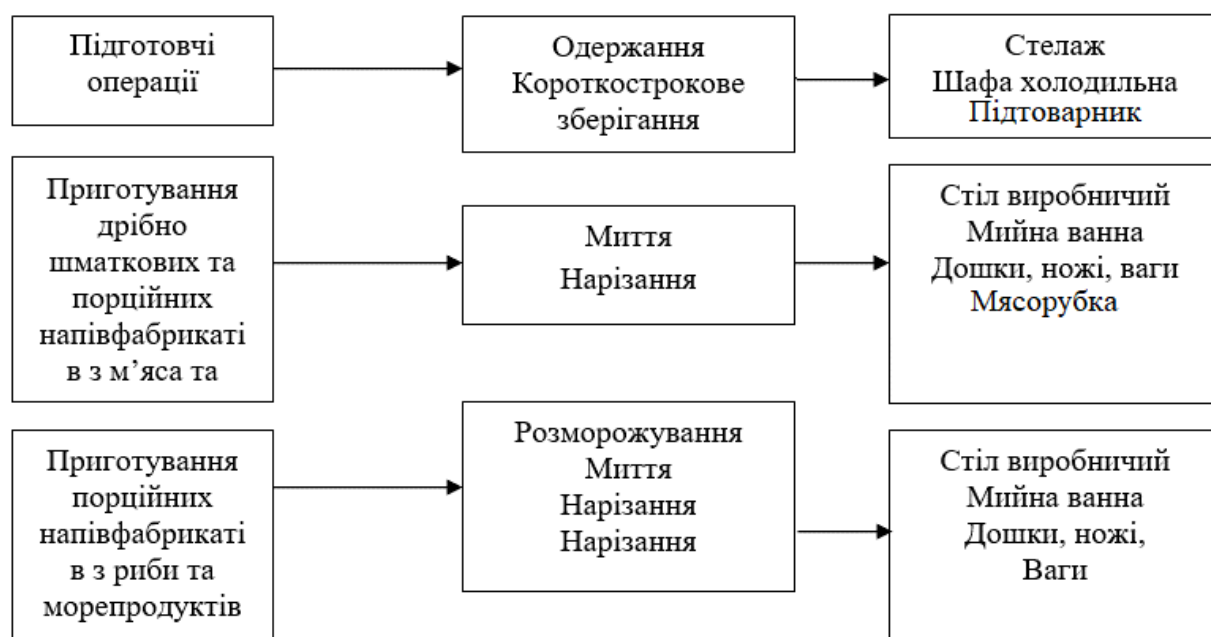 Підготовчі
операції
Одержання
Короткострокове
зберігання
Стелаж
Шафа холодильна
Підтоварник
Приготування
дрібно
шматкових та
порційних
напівфабрикаті
в з м’яса та
Миття
Нарізання
Стіл виробничий
Мийна ванна
Дошки, ножі, ваги
Мясорубка
Приготування
порційних
напівфабрикаті
в з риби та
морепродуктів
Розморожування
Миття
Нарізання
Нарізання
Стіл виробничий
Мийна ванна
Дошки, ножі,
Ваги